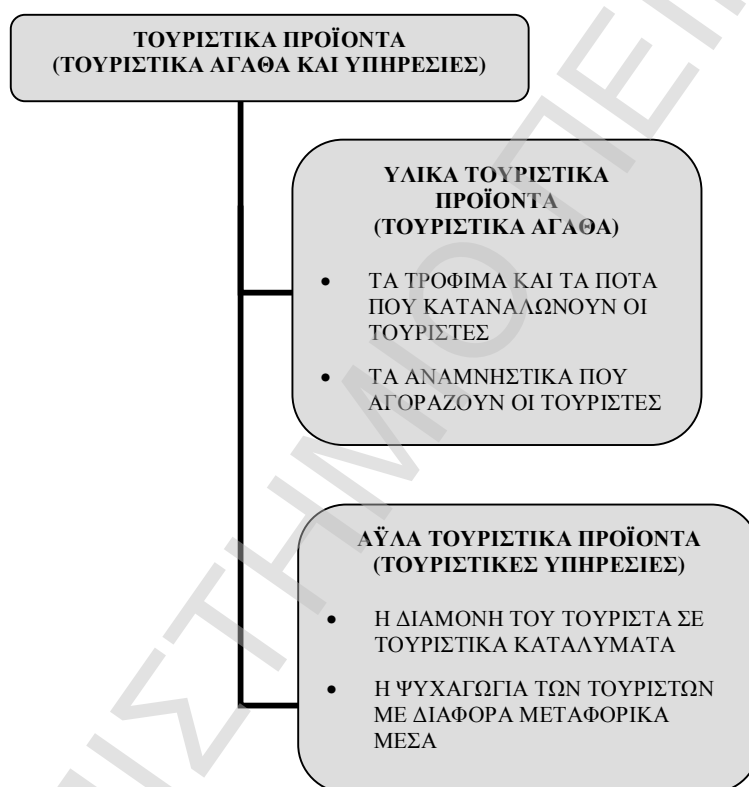 ΤΟΥΡΙΣΤΙΚΑ ΠΡΟΪΟΝΤΑ
(ΤΟΥΡΙΣΤΙΚΑ ΑΓΑΘΑ ΚΑΙ ΥΠΗΡΕΣΙΕΣ)
ΥΛΙΚΑ ΤΟΥΡΙΣΤΙΚΑ
ΠΡΟΪΟΝΤΑ
(ΤΟΥΡΙΣΤΙΚΑ ΑΓΑΘΑ)
• ΤΑ ΤΡΟΦΙΜΑ ΚΑΙ ΤΑ ΠΟΤΑ
ΠΟΥ ΚΑΤΑΝΑΛΩΝΟΥΝ ΟΙ
ΤΟΥΡΙΣΤΕΣ
• ΤΑ ΑΝΑΜΝΗΣΤΙΚΑ ΠΟΥ
ΑΓΟΡΑΖΟΥΝ ΟΙ ΤΟΥΡΙΣΤΕΣ
ΑΫΛΑ ΤΟΥΡΙΣΤΙΚΑ ΠΡΟΪΟΝΤΑ
(ΤΟΥΡΙΣΤΙΚΕΣ ΥΠΗΡΕΣΙΕΣ)
• Η ΔΙΑΜΟΝΗ ΤΟΥ ΤΟΥΡΙΣΤΑ ΣΕ
ΤΟΥΡΙΣΤΙΚΑ ΚΑΤΑΛΥΜΑΤΑ
• Η ΨΥΧΑΓΩΓΙΑ ΤΩΝ ΤΟΥΡΙΣΤΩΝ
ΜΕ ΔΙΑΦΟΡΑ ΜΕΤΑΦΟΡΙΚΑ
ΜΕΣΑ